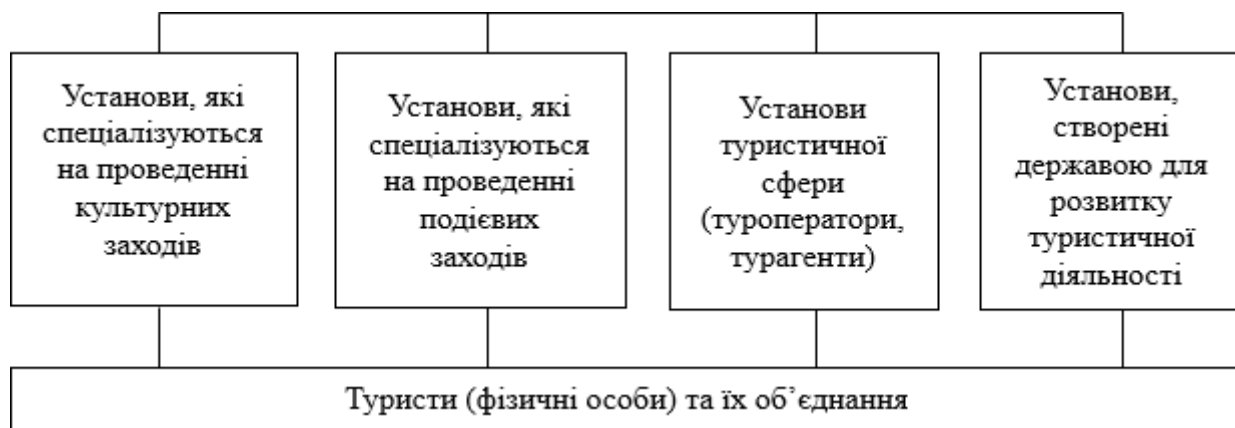 Установи, які
спеціалізуються
на проведенні
культурних
заходів
Установи, які
спеціалізуються
на проведенні
подієвих
заходів
Установи
туристичної
сфери
(туроператори,
турагенти)
Установи,
створені
державою для
розвитку
туристичної
діяльності
Туристи (фізичні особи) та їх об’єднання